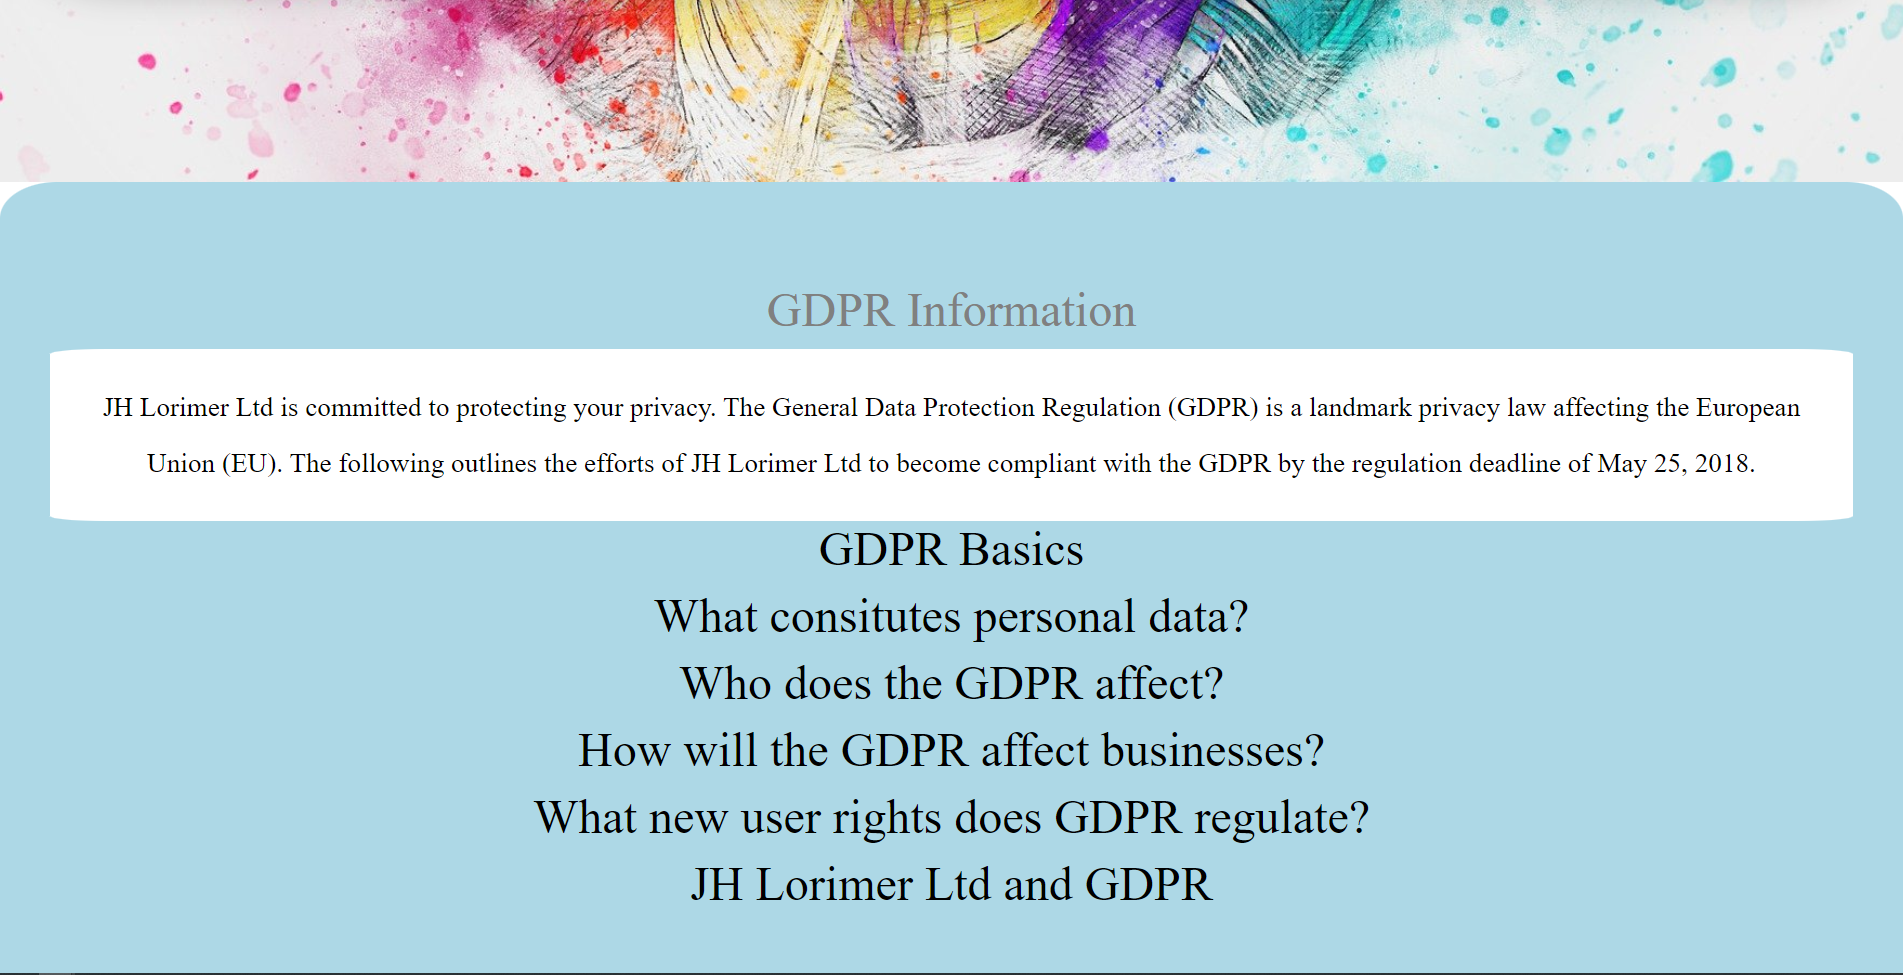 GDPR Information
JH Lorimer Ltd is committed to protecting your privacy. The General Data Protection Regulation (GDPR) is a landmark privacy law affecting the European
Union (EU). The following outlines the efforts of JH Lorimer Ltd to become compliant with the GDPR by the regulation deadline of May 25, 2018.
GDPR Basics
What consitutes personal data?
Who does the GDPR affect?
How will the GDPR affect businesses?
What new user rights does GDPR regulate?
JH Lorimer Ltd and GDPR